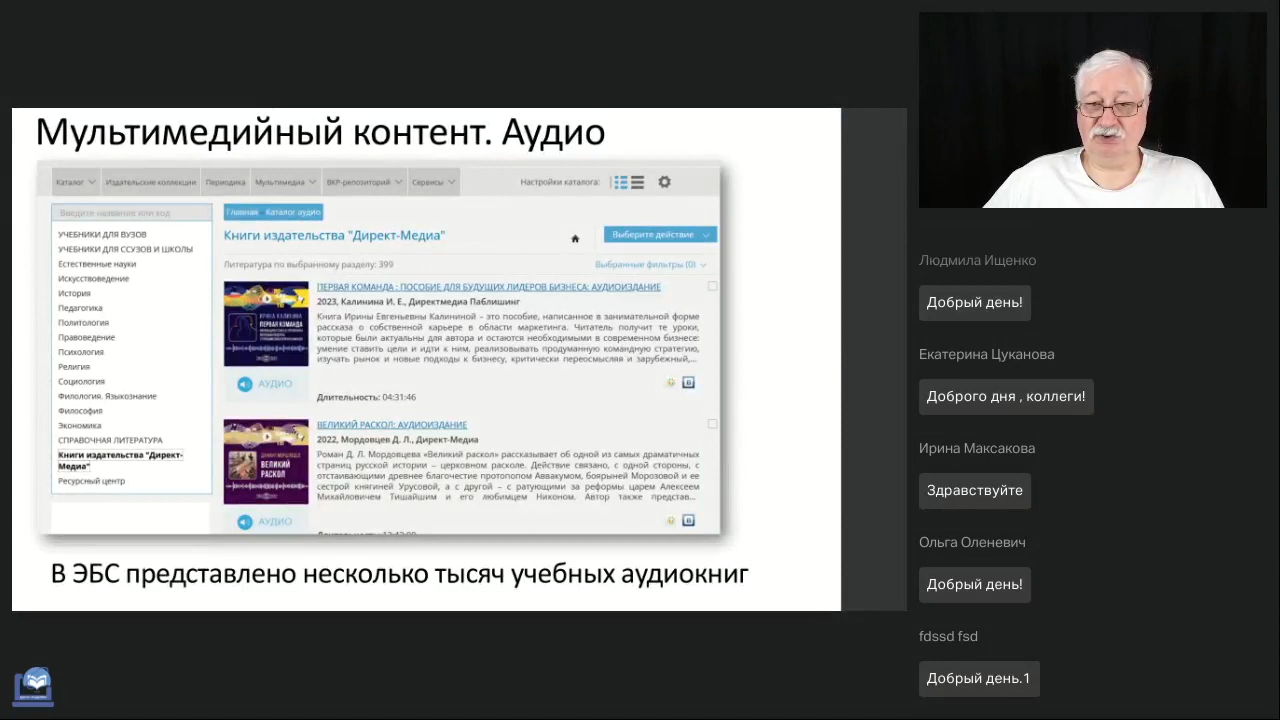 Мультимедийный контент. Аудио
Каталог
Издательские коллекции
Периодика
Мультимедиа
ВКР-репозиторий
Сервисы
Настройки каталога:
Введите название или код
УЧЕБНИКИ ДЛЯ ВУЗОВ
УЧЕБНИКИ ДЛЯ ССУЗОВ И ШКОЛЫ
Естественные науки
Искусствоведение
История
Педагогика
Политология
Правоведение
Психология
Религия
Социология
Филология. Языкознание
Философия
Экономика
СПРАВОЧНАЯ ЛИТЕРАТУРА
Книги издательства "Директ-
Медиа"
Ресурсный центр
Главная Каталог аудио
Книги издательства "Директ-Медиа"
Выберите действие
Литература по выбранному разделу: 399
Выбранные фильтры (0)
ПЕРВАЯ КОМАНДА : ПОСОБИЕ ДЛЯ БУДУЩИХ ЛИДЕРОВ БИЗНЕСА: АУДИОИЗДАНИЕ
2023, Калинина И. Е., Директмедиа Паблишинг
Книга Ирины Евгеньевны Калининой – это пособие, написанное в занимательной форме
рассказа о собственной карьере в области маркетинга. Читатель получит те уроки,
которые были актуальны для автора и остаются необходимыми в современном бизнесе:
умение ставить цели и идти к ним, реализовывать продуманную командную стратегию,
изучать рынок и новые подходы к бизнесу, критически переосмысляя и зарубежный,...
ИРИНА КАЛИНИНА
ПЕРВАЯ КОМАНДА
АУДИО
Длительность: 04:31:46
ВЕЛИКИЙ РАСКОЛ: АУДИОИЗДАНИЕ
2022, Мордовцев Д. Л., Директ-Медиа
Роман Д. Л. Мордовцева «Великий раскол» рассказывает об одной из самых драматичных
страниц русской истории – церковном расколе. Действие связано, с одной стороны, с
отстаивающими древнее благочестие протопопом Аввакумом, боярыней Морозовой и ее
сестрой княгиней Урусовой, а с другой – с ратующими за реформы царем Алексеем
Михайловичем Тишайшим и его любимцем Никоном. Автор также представ...
ДАНИИЛ МОРДОВЦЕВ
ВЕЛИКИЙ
РАСКОЛ
АУДИО
В ЭБС представлено несколько тысяч учебных аудиокниг
Людмила Ищенко
Добрый день!
Екатерина Цуканова
Доброго дня , коллеги!
Ирина Максакова
Здравствуйте
Ольга Оленевич
Добрый день!
fdssd fsd
Добрый день.1